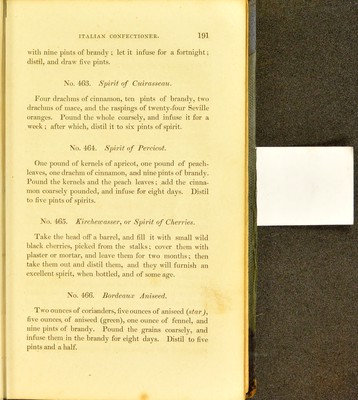 ITALIAN CONFECTIONER. 191
with nine pints of brandy ; let it infuse for a fortnight ;
distil, and draw five pints.
No. 463. Spirit of Cuirasseau.
Four drachms of cinnamon, ten pints of brandy, two
drachms of mace, and the raspings of twenty-four Seville
oranges. Pound the whole coarsely, and infuse it for a
week ; after which, distil it to six pints of spirit.
No. 464. Spirit of Percicot.
One pound of kernels of apricot, one pound of peach-
leaves, one drachm of cinnamon, and nine pints of brandy.
Pound the kernels and the peach leaves ; add the cinna-
mon coarsely pounded, and infuse for eight days. Distil
to five pints of spirits.
No. 465. Kirchewasser, or Spirit of Cherries.
Take the head off a barrel, and fill it with small wild
black cherries, picked from the stalks ; cover them with
plaster or mortar, and leave them for two months ; then
take them out and distil them, and they will furnish an
excellent spirit, when bottled, and of some age.
No. 466. Bordeaux Aniseed.
Two ounces of corianders, five ounces of aniseed (star),
five ounces, of aniseed (green), one ounce of fennel, and
nine pints of brandy. Pound the grains coarsely, and
infuse them in the brandy for eight days. Distil to five
pints and a half.